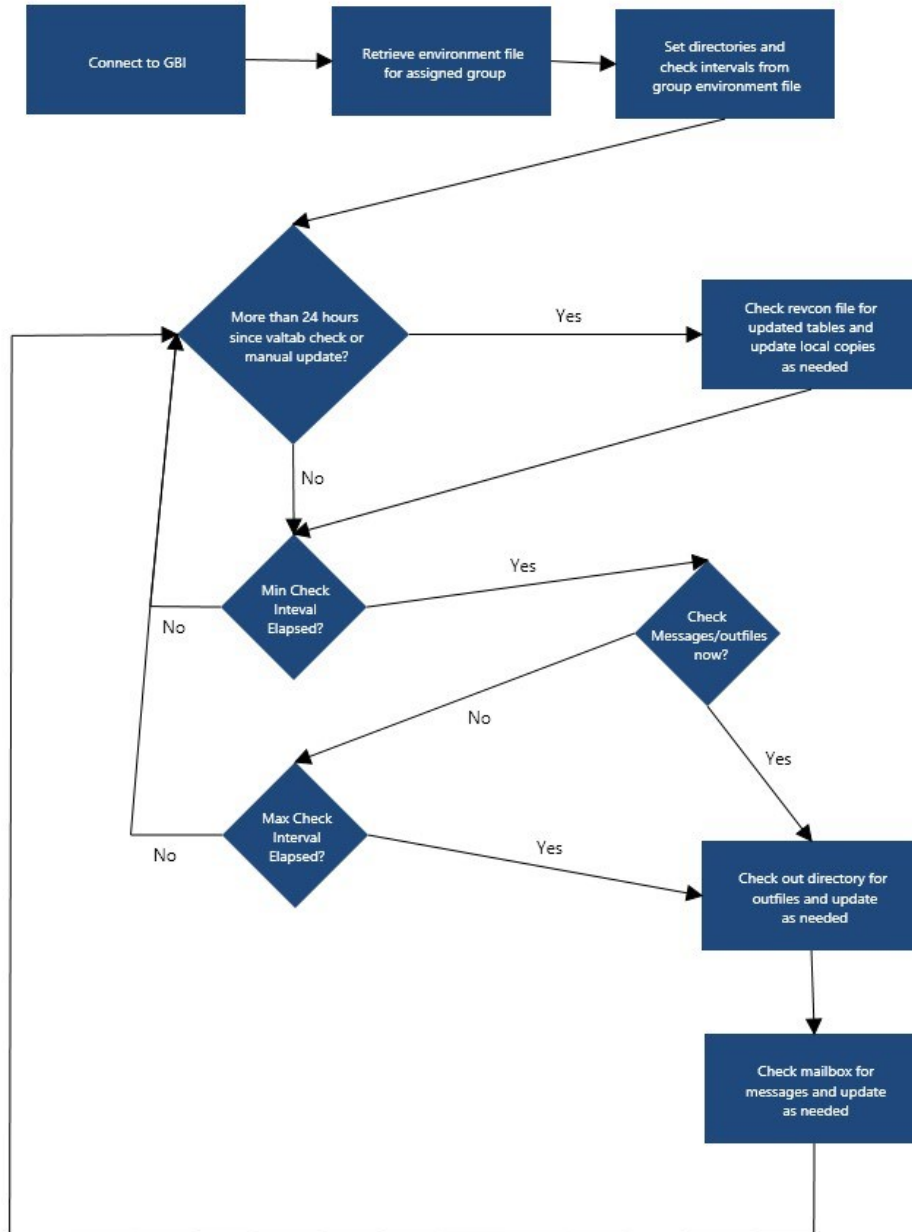 Connect to GBI
Retrieve environment file
for assigned group
Set directories and
check intervals from
group environment file
More than 24 hours
since valtab check or
manual update?
Yes
Check revcon file for
updated tables and
update local copies
as needed
No
Min Check
Inteval
Elapsed?
Yes
No
Check
Messages/outfiles
now?
No
Yes
Max Check
Interval
Elapsed?
No
Yes
Check out directory for
outfiles and update
as needed
Check mailbox for
messages and update
as needed